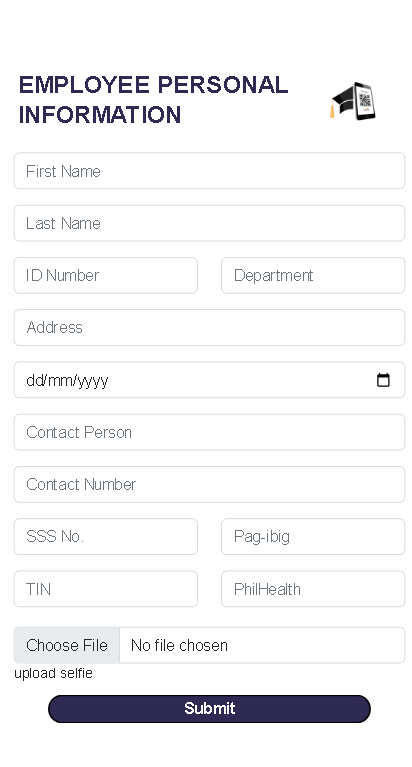 EMPLOYEE PERSONAL
INFORMATION
First Name
Last Name
ID Number
Department
Address
dd/mm/yyyy
Contact Person
Contact Number
SSS No.
Pag-ibig
TIN
PhilHealth
Choose File No file chosen
upload selfie
Submit